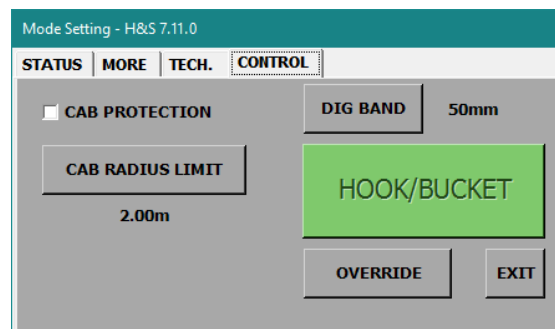 Mode Setting - H&S 7.11.0
STATUS MORE TECH. CONTROL
CAB PROTECTION
DIG BAND 50mm
CAB RADIUS LIMIT
2.00m
HOOK/BUCKET
OVERRIDE EXIT